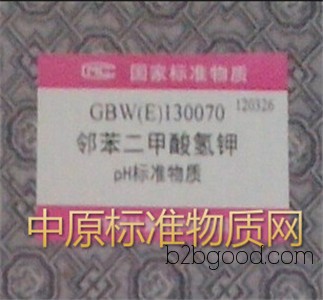 国家标准物质
GBW(E)130070 120326
邻苯二甲酸氢钾
pH标准物质
中原标准物质网
b2bgood.com